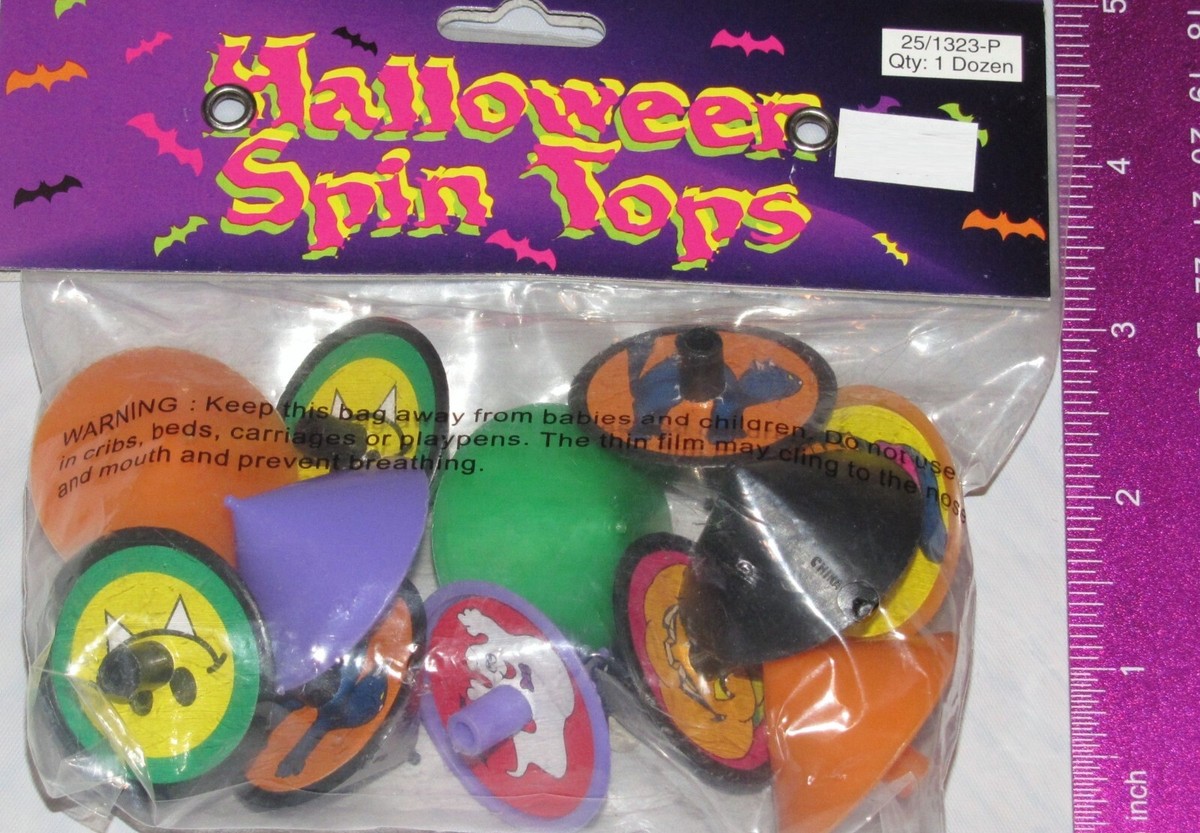 Halloween
Spin Tops
25/1323-P
Qty: 1 Dozen
WARNING : Keep this bag away from babies and children. Do not use
in cribs, beds, carriages or playpens. The thin film may cling to the nose
and mouth and prevent breathing.
CHINA
5
4
3
2
1
inch